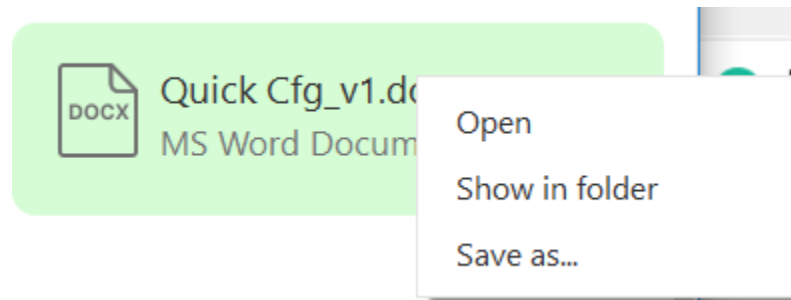 Quick Cfg_v1.do
DOCX
MS Word Docum
Open
Show in folder
Save as...